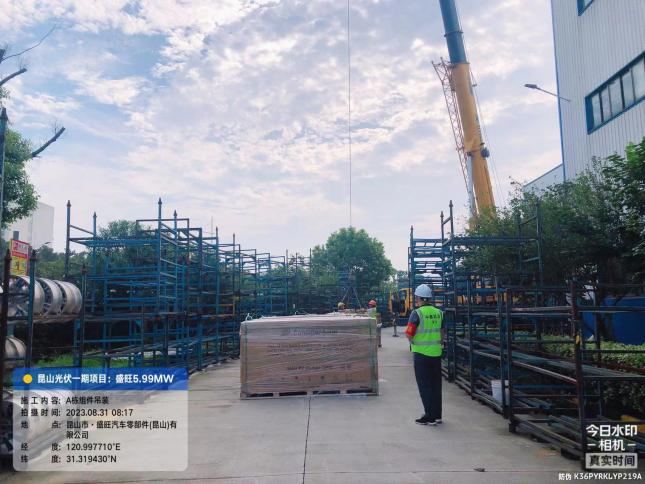 昆山光伏一期项目：盛旺5.99MW
施工内容：A栋组件吊装
拍摄时间：2023.08.31 08:17
地    点：昆山市·盛旺汽车零部件(昆山)有
限公司
经    度：120.997710°E
纬    度：31.319430°N
今日水印
-相机-
真实时间
防伪 K36PYRKLYP219A